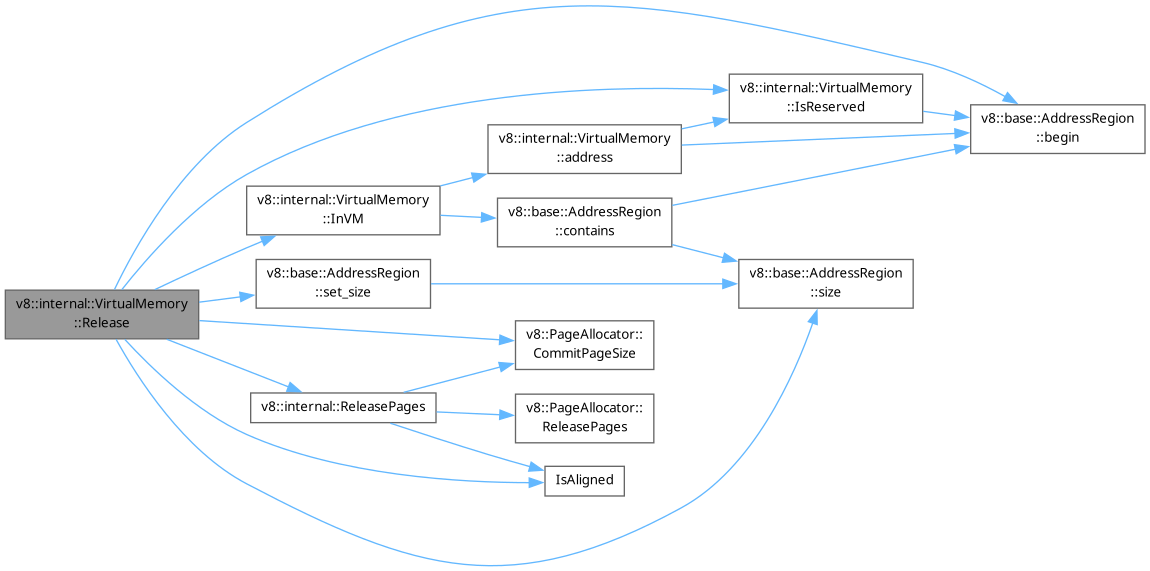 v8::internal::VirtualMemory
::Release
v8::internal::VirtualMemory
::InVM
v8::base::AddressRegion
::set_size
v8::internal::ReleasePages
v8::internal::VirtualMemory
::address
v8::base::AddressRegion
::contains
v8::PageAllocator::
CommitPageSize
v8::PageAllocator::
ReleasePages
IsAligned
v8::internal::VirtualMemory
::IsReserved
v8::base::AddressRegion
::size
v8::base::AddressRegion
::begin